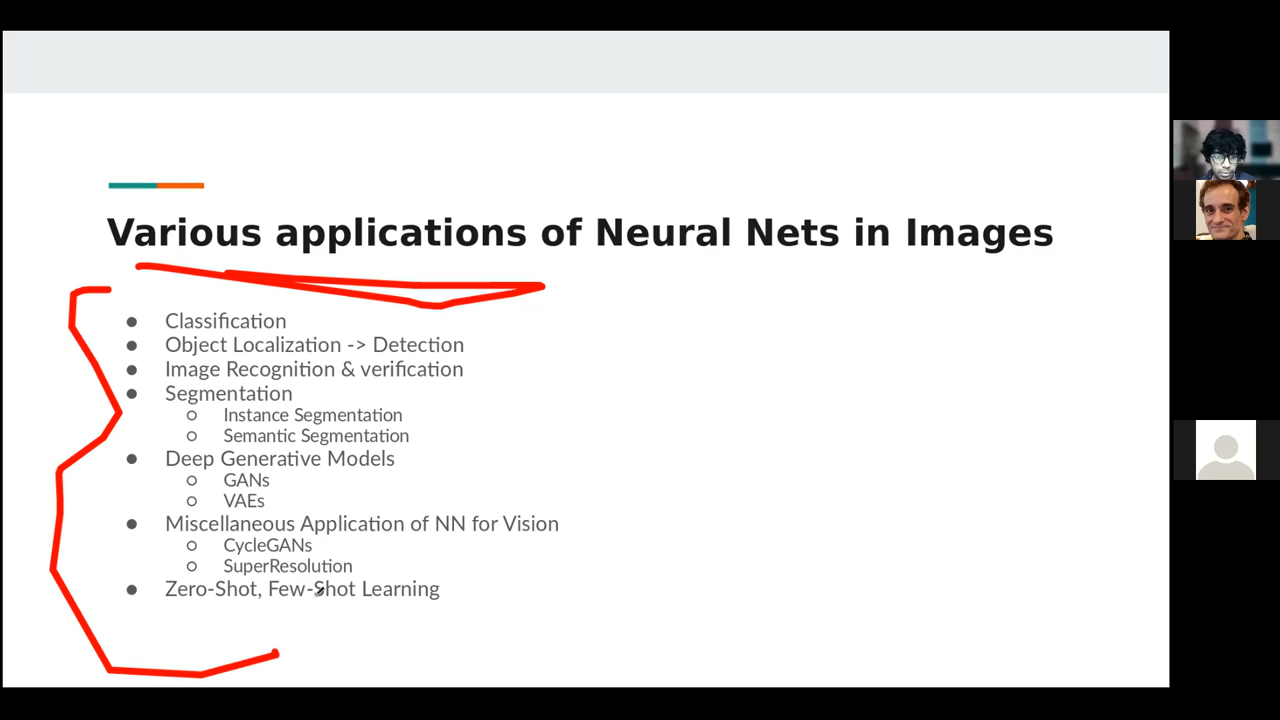 Various applications of Neural Nets in Images
● Classification
● Object Localization -> Detection
● Image Recognition & verification
● Segmentation
○ Instance Segmentation
○ Semantic Segmentation
● Deep Generative Models
○ GANs
○ VAEs
● Miscellaneous Application of NN for Vision
○ CycleGANs
○ SuperResolution
● Zero-Shot, Few-Shot Learning